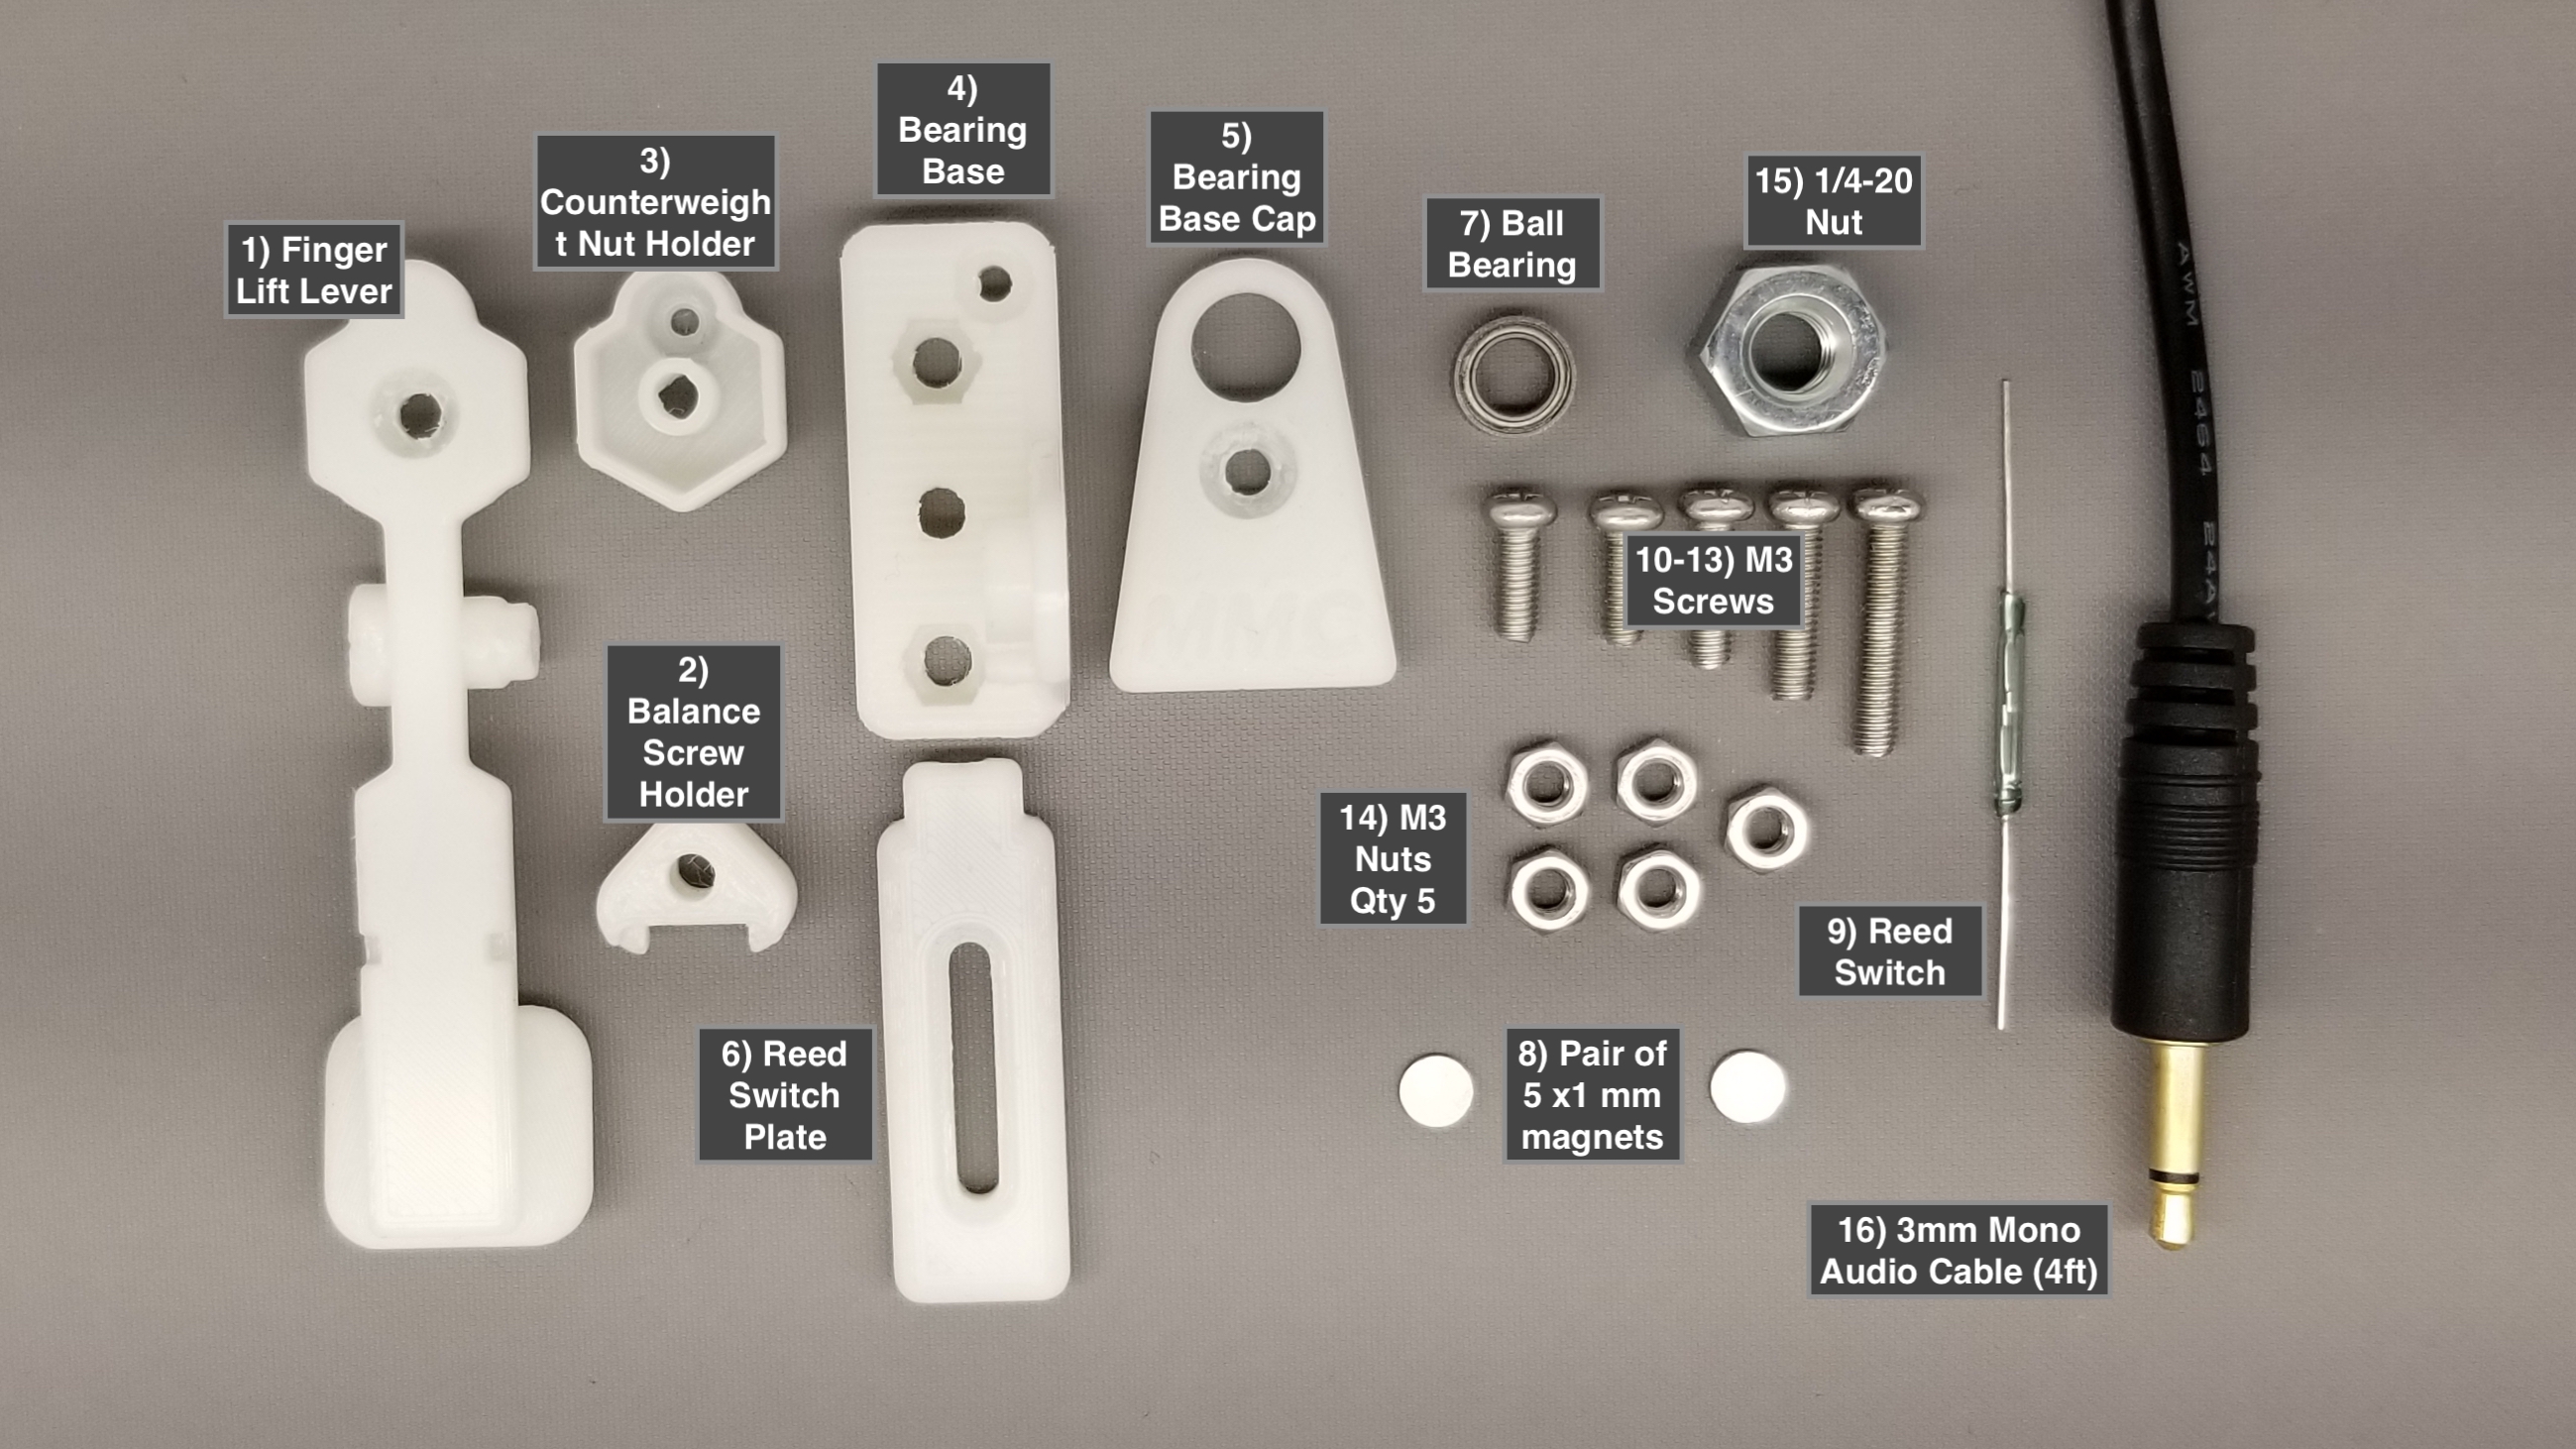 4)
Bearing
Base
5)
Bearing
Base Cap
3)
Counterweigh
t Nut Holder
15) 1/4-20
Nut
7) Ball
Bearing
1) Finger
Lift Lever
AWM 2464 24A
10-13) M3
Screws
MMC
2)
Balance
Screw
Holder
14) M3
Nuts
Qty 5
9) Reed
Switch
6) Reed
Switch
Plate
8) Pair of
5 x1 mm
magnets
16) 3mm Mono
Audio Cable (4ft)